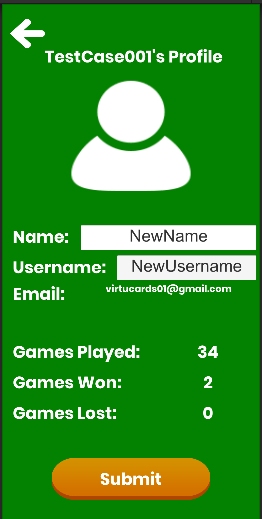 TestCase001's Profile
Name: NewName
Username: NewUsername
Email: virtucards01@gmail.com
Games Played: 34
Games Won: 2
Games Lost: 0
Submit